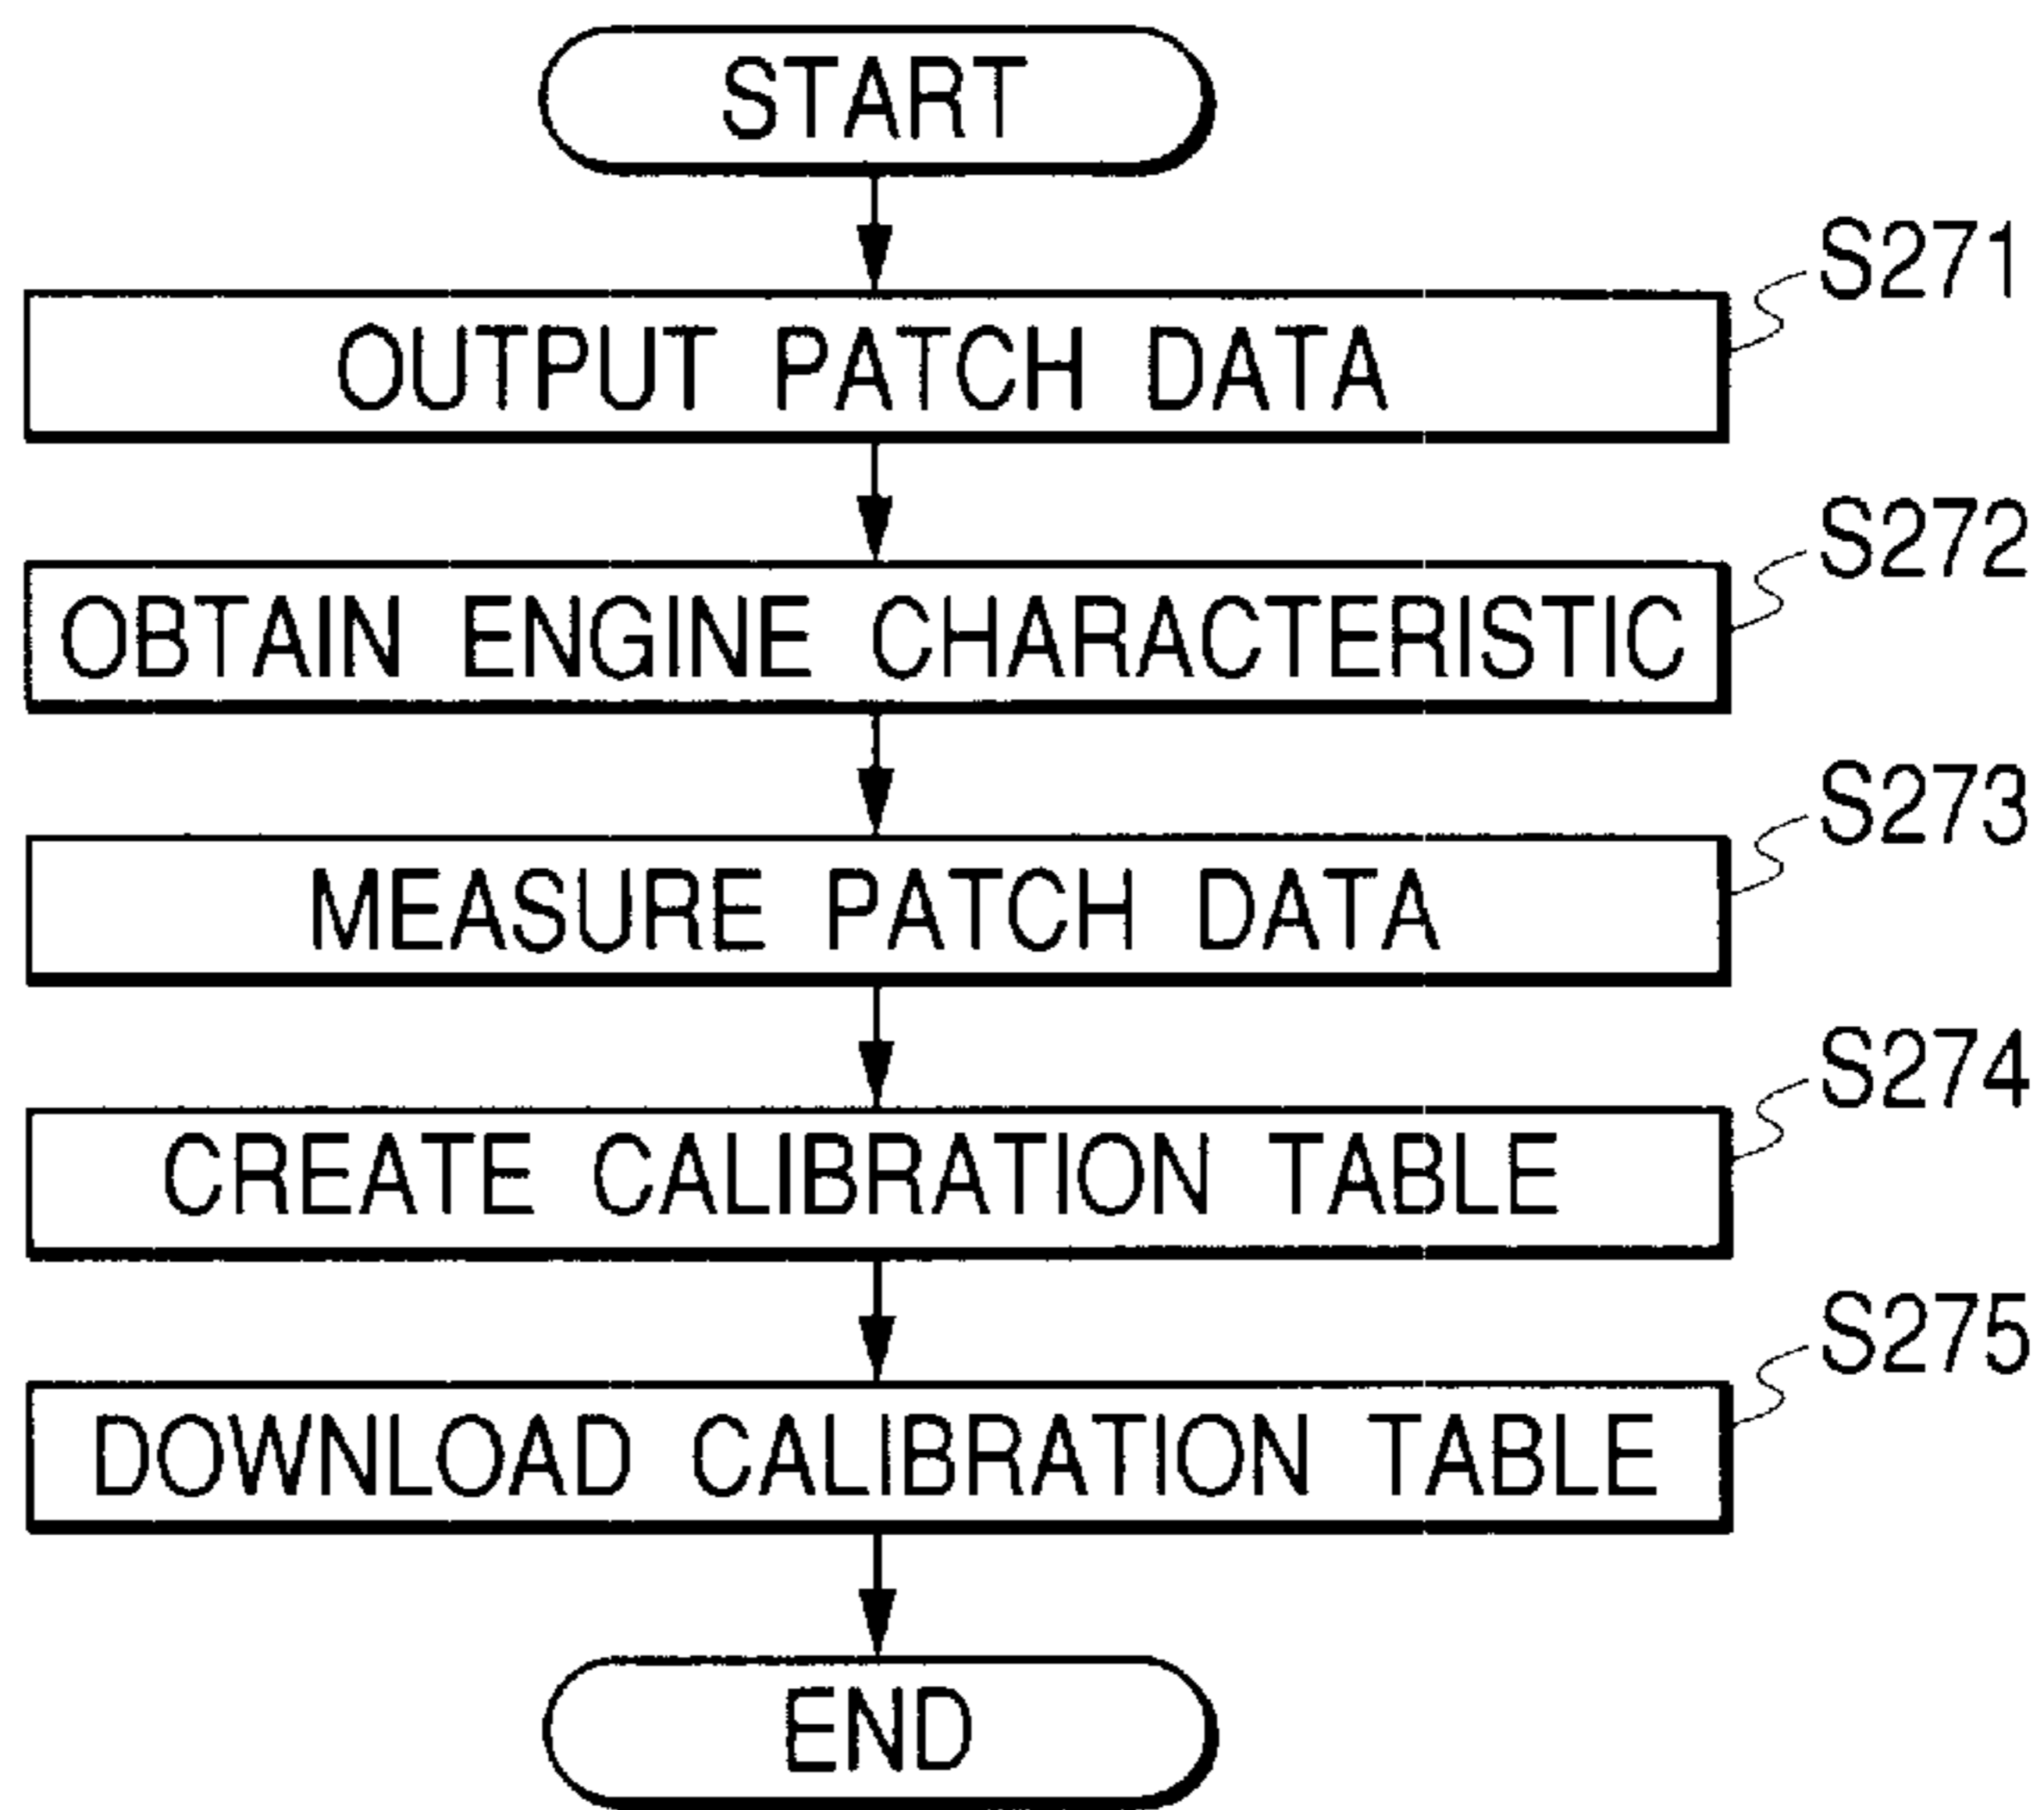 START
S271
OUTPUT PATCH DATA
S272
OBTAIN ENGINE CHARACTERISTIC
S273
MEASURE PATCH DATA
S274
CREATE CALIBRATION TABLE
S275
DOWNLOAD CALIBRATION TABLE
END